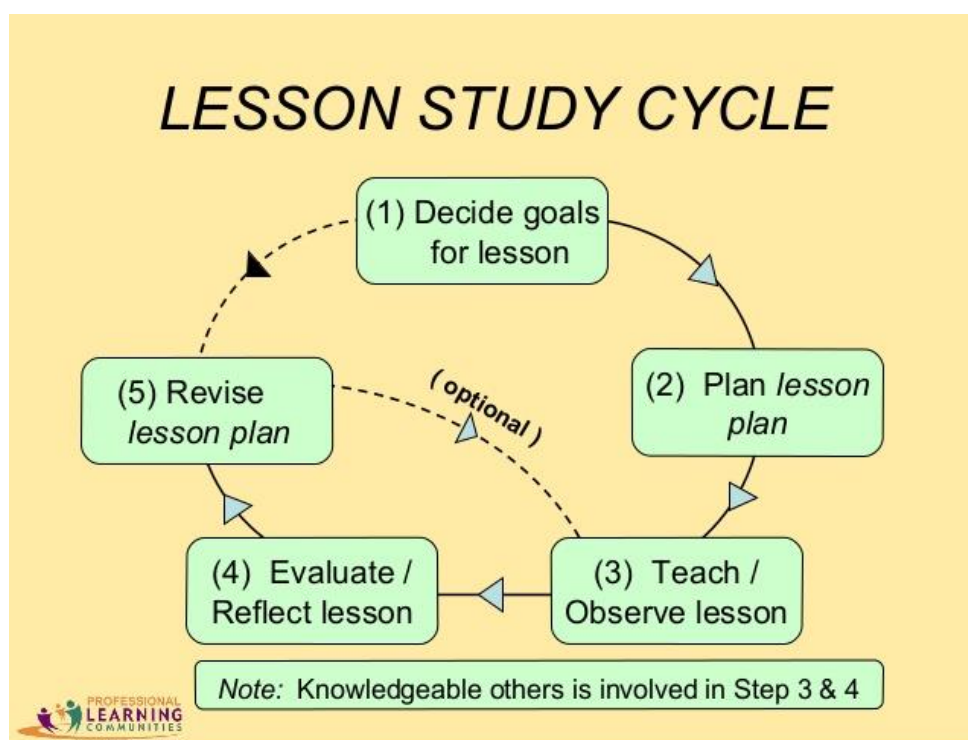 LESSON STUDY CYCLE
(1) Decide goals
for lesson
(2) Plan lesson
plan
(optional)
(5) Revise
lesson plan
(4) Evaluate /
Reflect lesson
(3) Teach /
Observe lesson
Note: Knowledgeable others is involved in Step 3 & 4
PROFESSIONAL
LEARNING
COMMUNITIES